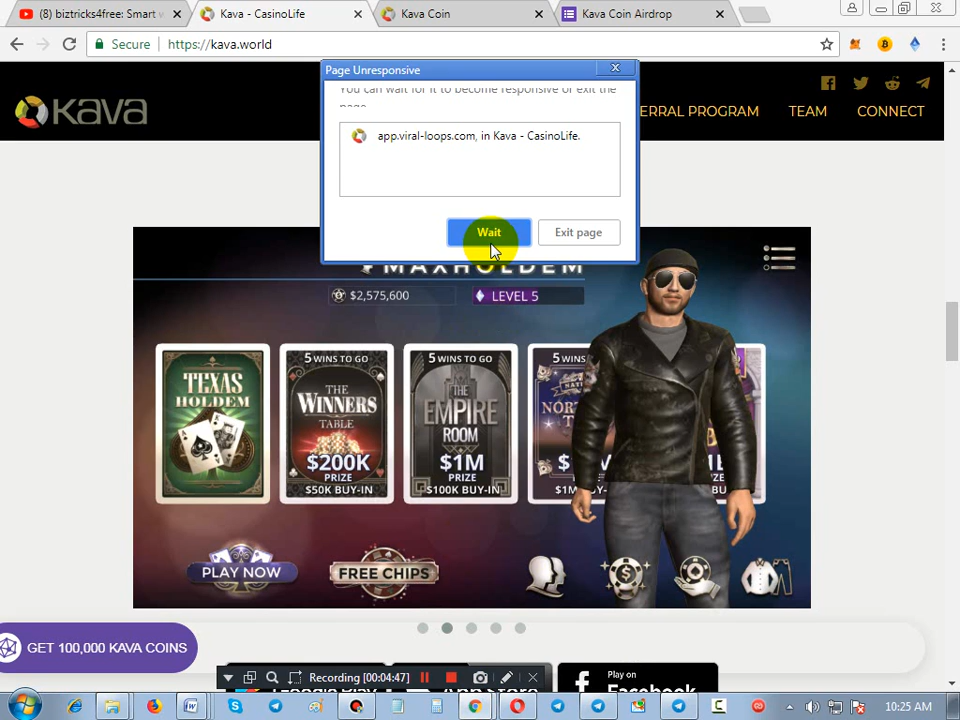 (8) biztricks4free: Smart
Kava - CasinoLife
Kava Coin
Kava Coin Airdrop
Secure
https://kava.world
Page Unresponsive
You can wait for it to become responsive or exit the
page.
app.viral-loops.com, in Kava - CasinoLife.
Wait
Exit page
KAVA
ERRAL PROGRAM
TEAM
CONNECT
MAXHOLDEM
$2,575,600
LEVEL 5
TEXAS
HOLDEM
5 WINS TO GO
THE
WINNERS
TABLE
$200K
PRIZE
$50K BUY-IN
5 WINS TO GO
THE
EMPIRE
ROOM
$1M
PRIZE
$100K BUY-IN
5 WINS
PLAY NOW
FREE CHIPS
GET 100,000 KAVA COINS
Recording [00:04:47]
Google Play
App Store
Play on
Facebook
10:25 AM